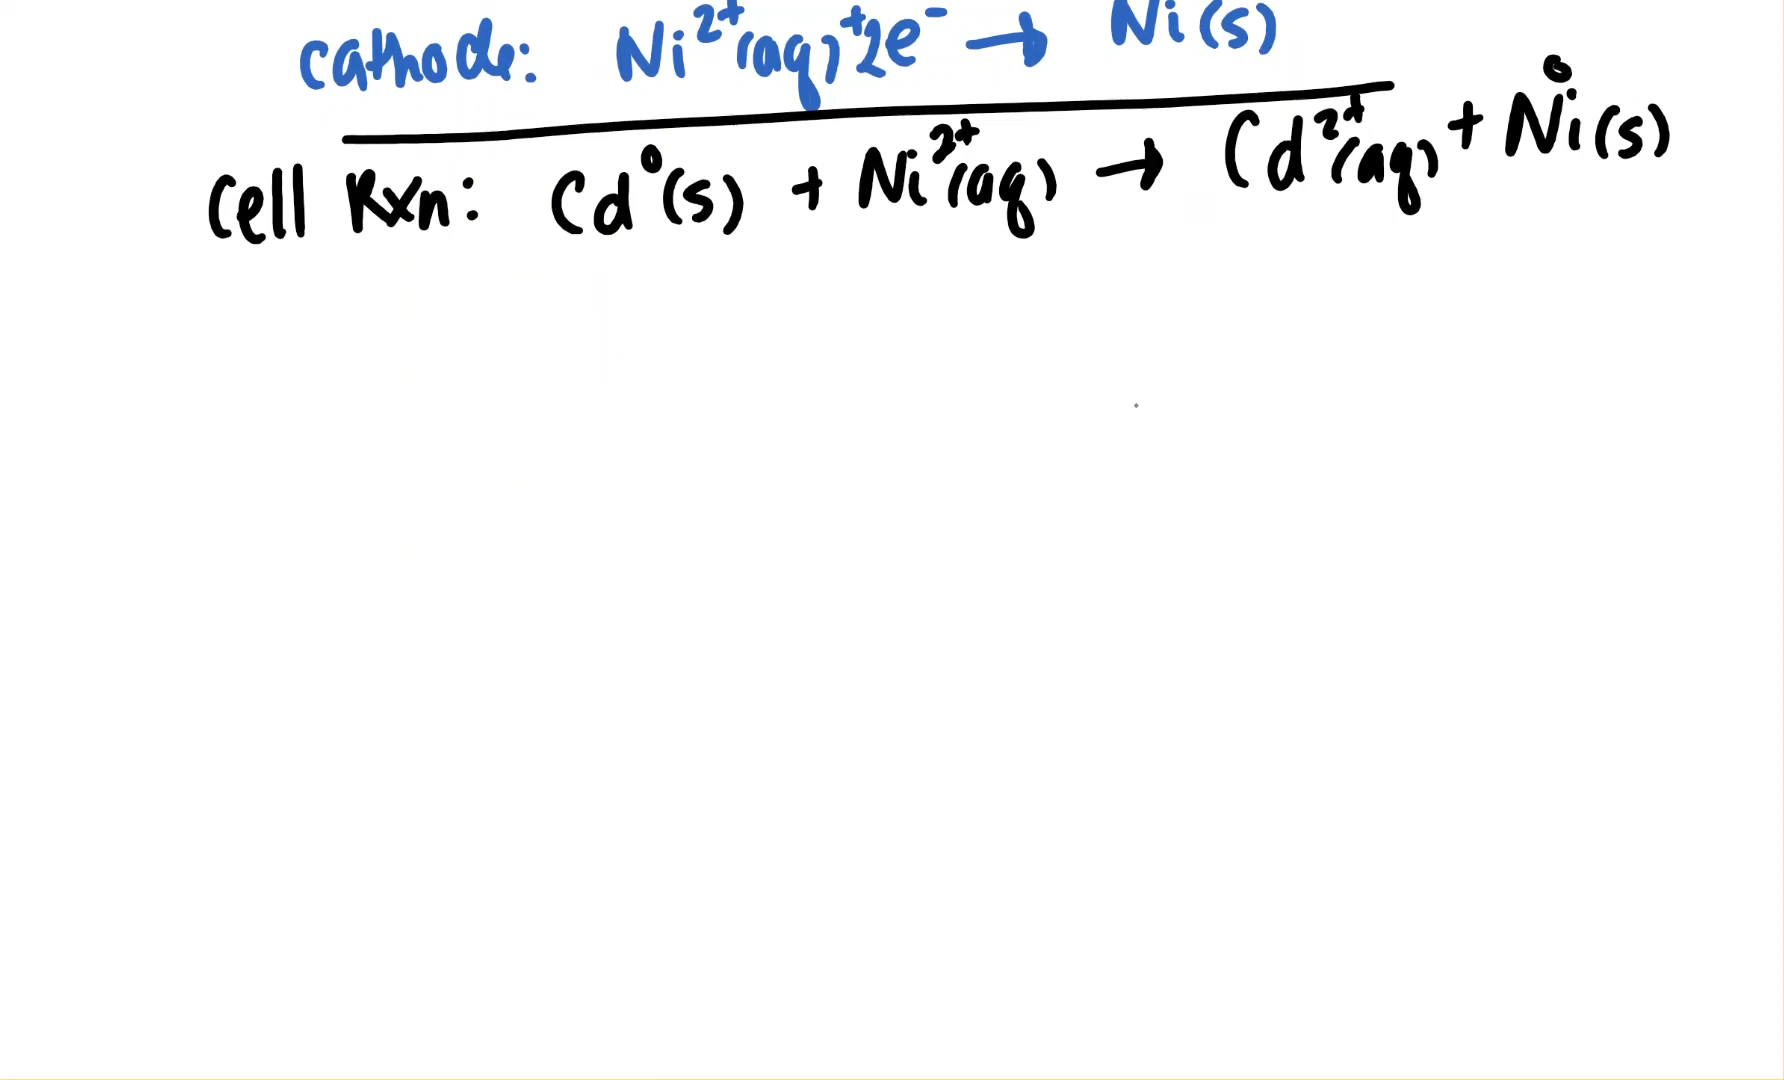 cathode: Ni²⁺(aq) + 2e⁻ → Ni(s)
Cell Rxn: Cd⁰(s) + Ni²⁺(aq) → Cd²⁺(aq) + Ni⁰(s)